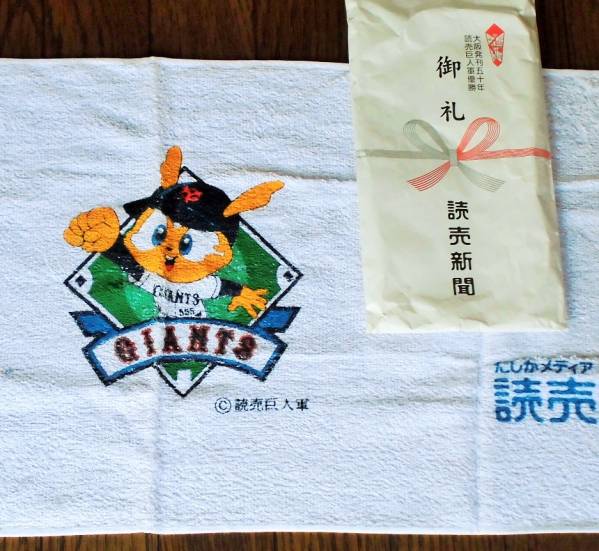 大阪発刊五十年
読売巨人軍優勝
御礼
読売新聞
GIANTS
555
GIANTS
©読売巨人軍
たしかメディア
読売